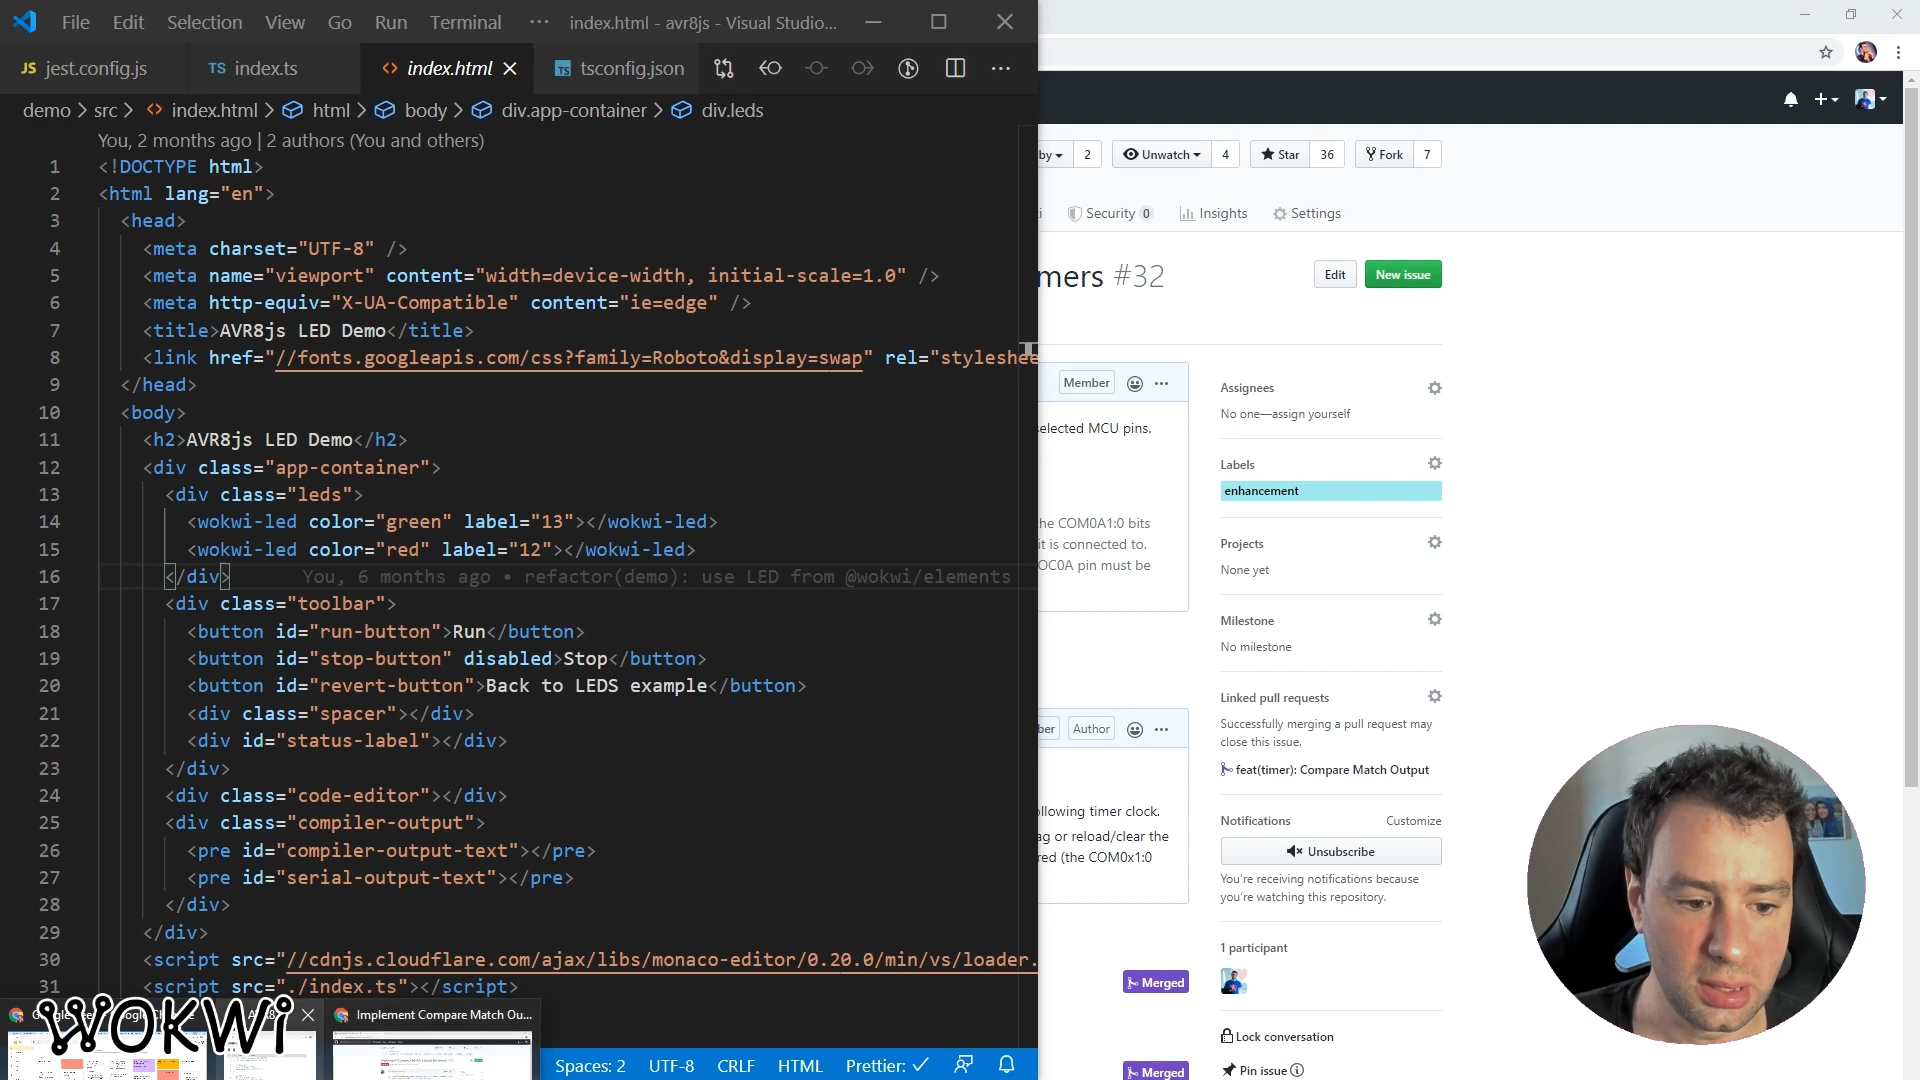 File Edit Selection View Go Run Terminal ··· index.html - avr8js - Visual Studio...
JS jest.config.js TS index.ts <> index.html tsconfig.json
demo > src > <> index.html > html > body > div.app-container > div.leds
You, 2 months ago | 2 authors (You and others)
1 <!DOCTYPE html>
2 <html lang="en">
3 <head>
4 <meta charset="UTF-8" />
5 <meta name="viewport" content="width=device-width, initial-scale=1.0" />
6 <meta http-equiv="X-UA-Compatible" content="ie=edge" />
7 <title>AVR8js LED Demo</title>
8 <link href="//fonts.googleapis.com/css?family=Roboto&display=swap" rel="styleshee
9 </head>
10 <body>
11 <h2>AVR8js LED Demo</h2>
12 <div class="app-container">
13 <div class="leds">
14 <wokwi-led color="green" label="13"></wokwi-led>
15 <wokwi-led color="red" label="12"></wokwi-led>
16 </div> You, 6 months ago • refactor(demo): use LED from @wokwi/elements
17 <div class="toolbar">
18 <button id="run-button">Run</button>
19 <button id="stop-button" disabled>Stop</button>
20 <button id="revert-button">Back to LEDS example</button>
21 <div class="spacer"></div>
22 <div id="status-label"></div>
23 </div>
24 <div class="code-editor"></div>
25 <div class="compiler-output">
26 <pre id="compiler-output-text"></pre>
27 <pre id="serial-output-text"></pre>
28 </div>
29 </div>
30 <script src="//cdnjs.cloudflare.com/ajax/libs/monaco-editor/0.20.0/min/vs/loader.
31 <script src="./index.ts"></script>
WOKWi
Implement Compare Match Ou...
Spaces: 2 UTF-8 CRLF HTML Prettier: ✓
by 2 Unwatch 4 Star 36 Fork 7
Security 0 Insights Settings
mers #32
Edit New issue
Member
elected MCU pins.
he COM0A1:0 bits
it is connected to.
OC0A pin must be
ber Author
ollowing timer clock.
ag or reload/clear the
red (the COM0x1:0
Merged
Merged
Assignees
No one—assign yourself
Labels
enhancement
Projects
None yet
Milestone
No milestone
Linked pull requests
Successfully merging a pull request may
close this issue.
feat(timer): Compare Match Output
Notifications Customize
Unsubscribe
You're receiving notifications because
you're watching this repository.
1 participant
Lock conversation
Pin issue